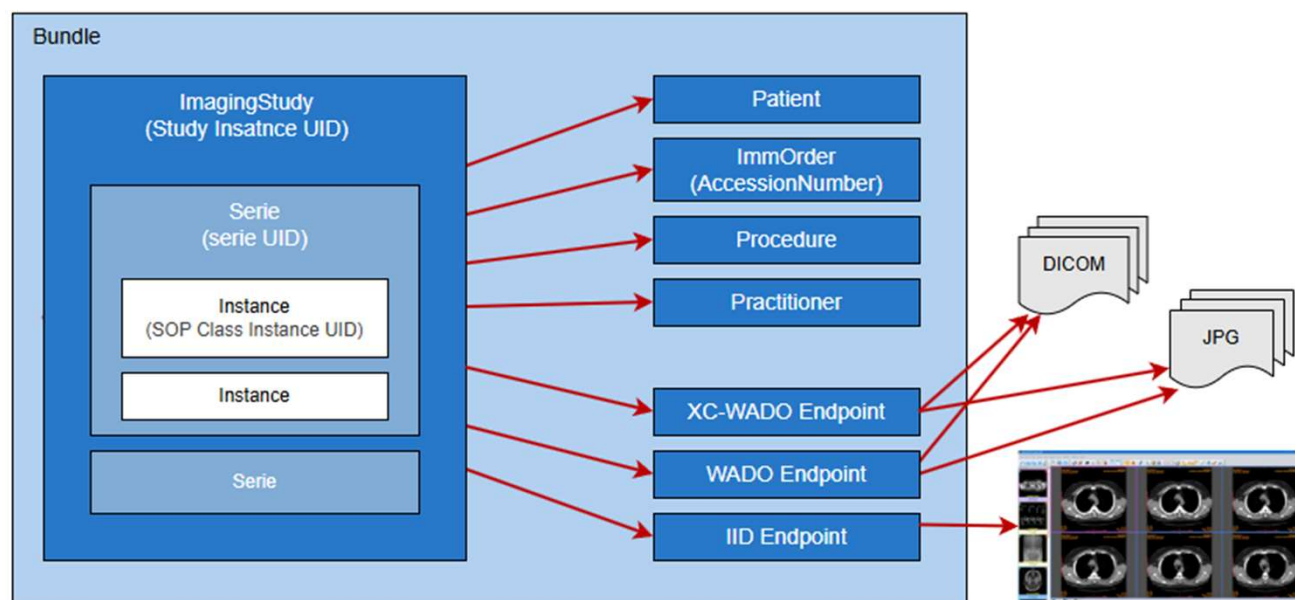 Bundle
ImagingStudy
(Study Insatnce UID)
Serie
(serie UID)
Instance
(SOP Class Instance UID)
Instance
Serie
Patient
ImmOrder
(AccessionNumber)
Procedure
Practitioner
XC-WADO Endpoint
WADO Endpoint
IID Endpoint
DICOM
JPG